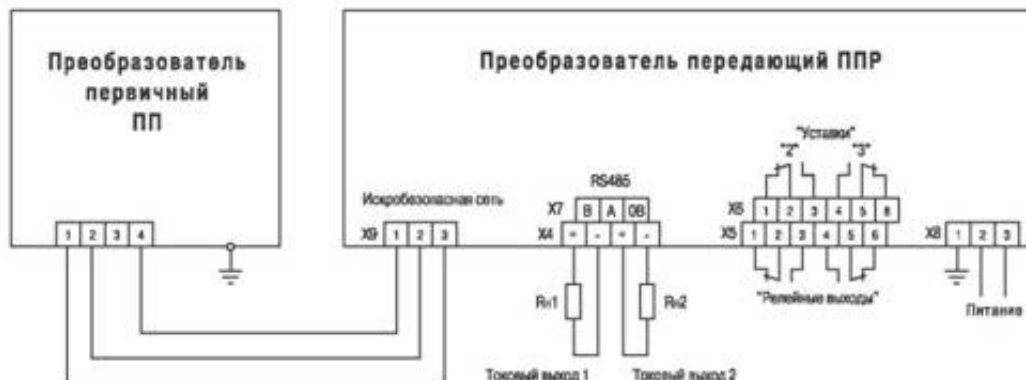 Преобразователь
первичный
ПП
1 2 3 4
Преобразователь передающий ППР
Искробезопасная сеть
X9 1 2 3
RS485
X7 B A 0B
X4 + - + -
Rн1
Rн2
Токовый выход 1
Токовый выход 2
"Уставки"
"2" "3"
X6 1 2 3 4 5 6
X5 1 2 3 4 5 6
"Релейные выходы"
X8 1 2 3
Питание